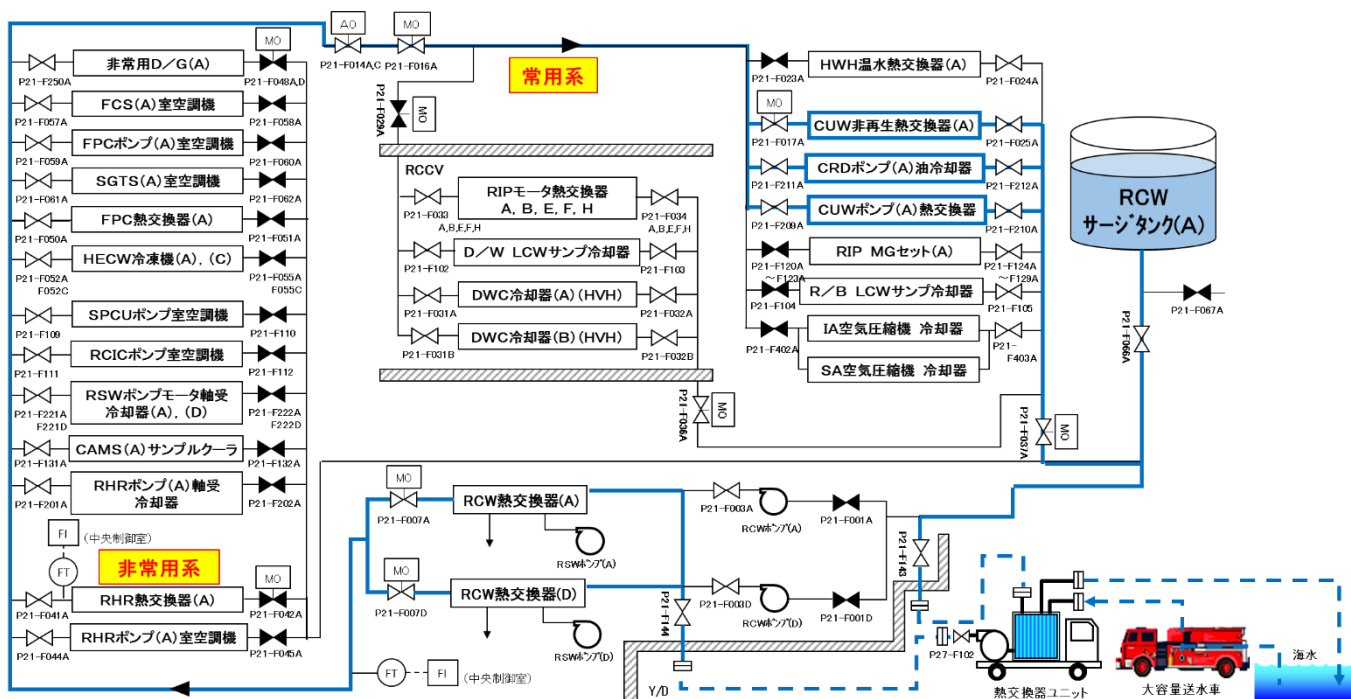 非常用D/G(A)
MO
P21-F250A
P21-F048A,D
FCS(A)室空調機
P21-F057A
P21-F058A
FPCポンプ(A)室空調機
P21-F059A
P21-F060A
SGTS(A)室空調機
P21-F061A
P21-F062A
FPC熱交換器(A)
P21-F050A
P21-F051A
HECW冷凍機(A), (C)
P21-F052A
F052C
P21-F055A
F055C
SPCUポンプ室空調機
P21-F109
P21-F110
RCICポンプ室空調機
P21-F111
P21-F112
RSWポンプモータ軸受
冷却器(A), (D)
P21-F221A
F221D
P21-F222A
F222D
CAMS(A)サンプルクーラ
P21-F131A
P21-F132A
RHRポンプ(A)軸受
冷却器
P21-F201A
P21-F202A
FI
(中央制御室)
FT
非常用系
MO
RHR熱交換器(A)
P21-F041A
P21-F042A
RHRポンプ(A)室空調機
P21-F044A
P21-F045A
AO
MO
P21-F014A,C
P21-F016A
常用系
P21-F029A
MO
RCCV
RIPモータ熱交換器
A, B, E, F, H
P21-F033
A,B,E,F,H
P21-F034
A,B,E,F,H
D/W LCWサンプ冷却器
P21-F102
P21-F103
DWC冷却器(A)(HVH)
P21-F031A
P21-F032A
DWC冷却器(B)(HVH)
P21-F031B
P21-F032B
P21-F036A
MO
HWH温水熱交換器(A)
P21-F023A
P21-F024A
MO
CUW非再生熱交換器(A)
P21-F017A
P21-F025A
CRDポンプ(A)油冷却器
P21-F211A
P21-F212A
CUWポンプ(A)熱交換器
P21-F209A
P21-F210A
RIP MGセット(A)
P21-F120A
~F123A
P21-F124A
~F129A
R/B LCWサンプ冷却器
P21-F104
P21-F105
IA空気圧縮機 冷却器
P21-F402A
P21-
F403A
SA空気圧縮機 冷却器
P21-F037A
MO
RCW
サージタンク(A)
P21-F067A
P21-F066A
MO
P21-F007A
RCW熱交換器(A)
RSWポンプ(A)
MO
P21-F007D
RCW熱交換器(D)
RSWポンプ(D)
P21-F003A
RCWポンプ(A)
P21-F001A
P21-F003D
RCWポンプ(D)
P21-F001D
P21-F143
P21-F144
FT
FI
(中央制御室)
Y/D
P27-F102
熱交換器ユニット
大容量送水車
海水